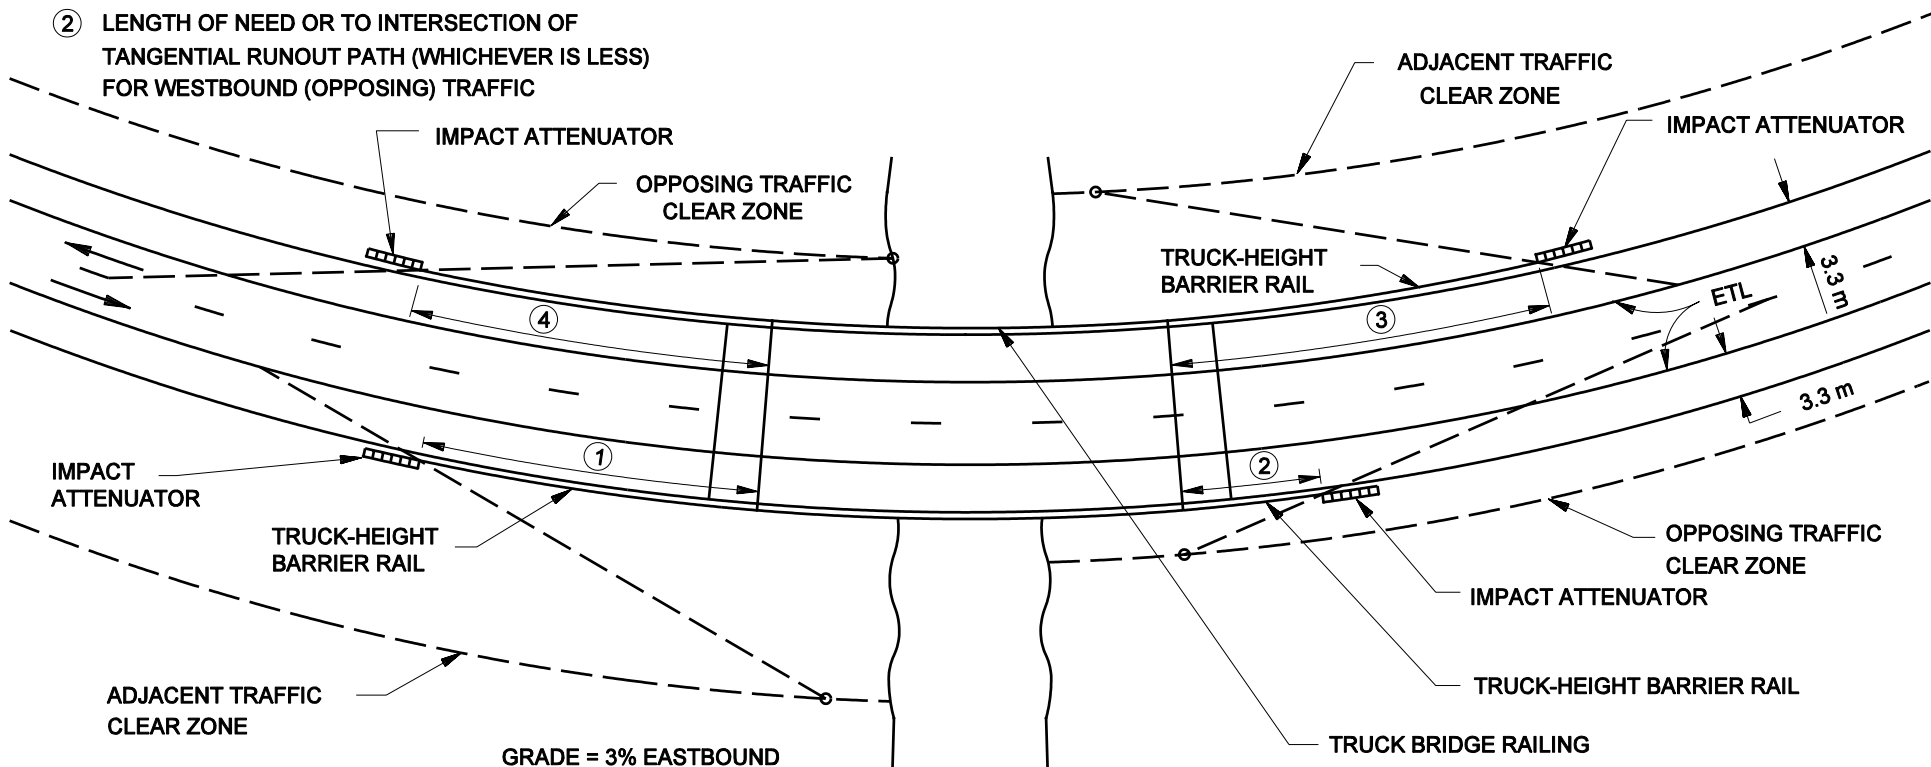 ② LENGTH OF NEED OR TO INTERSECTION OF
TANGENTIAL RUNOUT PATH (WHICHEVER IS LESS)
FOR WESTBOUND (OPPOSING) TRAFFIC
ADJACENT TRAFFIC
CLEAR ZONE
IMPACT ATTENUATOR
IMPACT ATTENUATOR
OPPOSING TRAFFIC
CLEAR ZONE
TRUCK-HEIGHT
BARRIER RAIL
3.3 m
ETL
④
③
3.3 m
①
②
IMPACT
ATTENUATOR
TRUCK-HEIGHT
BARRIER RAIL
OPPOSING TRAFFIC
CLEAR ZONE
IMPACT ATTENUATOR
ADJACENT TRAFFIC
CLEAR ZONE
TRUCK-HEIGHT BARRIER RAIL
TRUCK BRIDGE RAILING
GRADE = 3% EASTBOUND